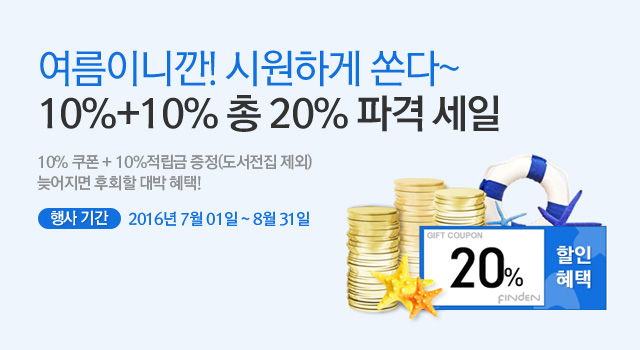 여름이니깐! 시원하게 쏜다~
10%+10% 총 20% 파격 세일
10% 쿠폰 + 10%적립금 증정(도서전집 제외)
늦어지면 후회할 대박 혜택!
행사 기간 2016년 7월 01일 ~ 8월 31일
GIFT COUPON
20%
FINDEN
할인
혜택